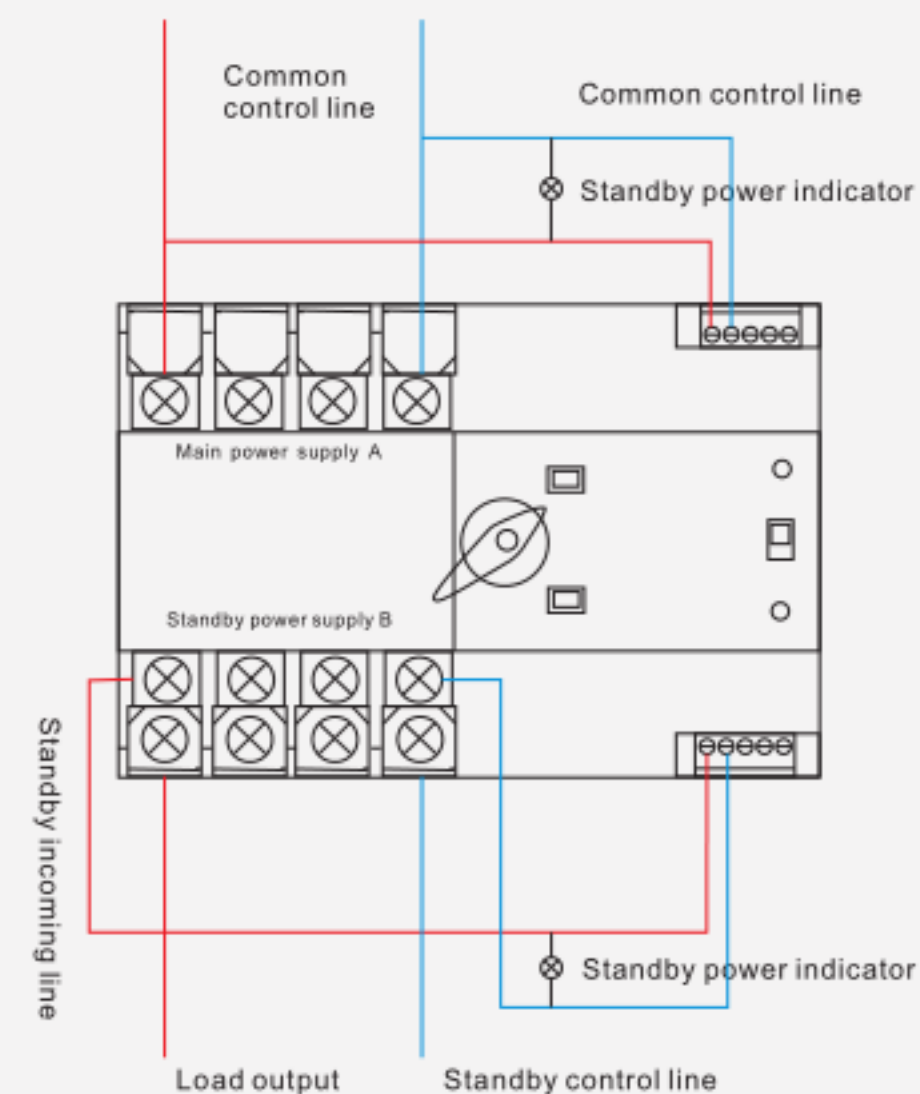 Common
control line
Common control line
Standby power indicator
Main power supply A
Standby power supply B
Standby incoming line
Standby power indicator
Load output
Standby control line